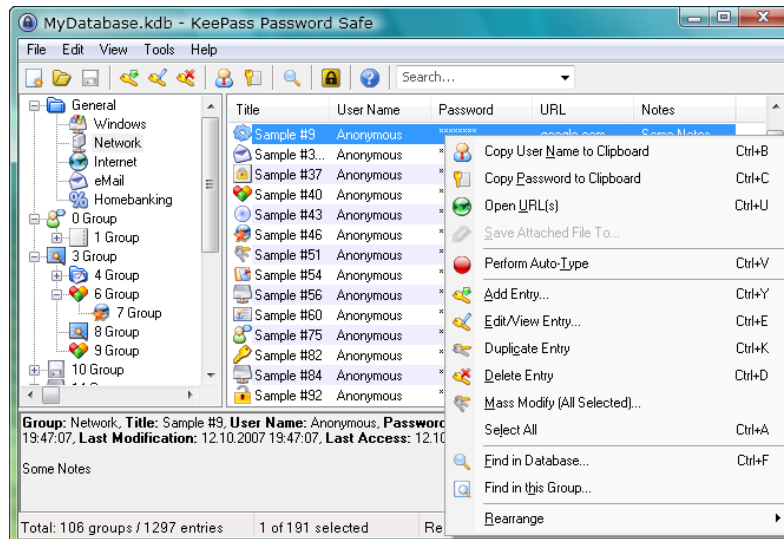 MyDatabase.kdb - KeePass Password Safe
File Edit View Tools Help
Search...
General
Windows
Network
Internet
eMail
Homebanking
0 Group
1 Group
3 Group
4 Group
6 Group
7 Group
8 Group
9 Group
10 Group
Title User Name Password URL Notes
Sample #9 Anonymous ******** google.com Some Notes
Sample #3... Anonymous
Sample #37 Anonymous
Sample #40 Anonymous
Sample #43 Anonymous
Sample #46 Anonymous
Sample #51 Anonymous
Sample #54 Anonymous
Sample #56 Anonymous
Sample #60 Anonymous
Sample #75 Anonymous
Sample #82 Anonymous
Sample #84 Anonymous
Sample #92 Anonymous
Copy User Name to Clipboard Ctrl+B
Copy Password to Clipboard Ctrl+C
Open URL(s) Ctrl+U
Save Attached File To...
Perform Auto-Type Ctrl+V
Add Entry... Ctrl+Y
Edit/View Entry... Ctrl+E
Duplicate Entry Ctrl+K
Delete Entry Ctrl+D
Mass Modify (All Selected)...
Select All Ctrl+A
Find in Database... Ctrl+F
Find in this Group...
Rearrange
Group: Network, Title: Sample #9, User Name: Anonymous, Password
19:47:07, Last Modification: 12.10.2007 19:47:07, Last Access: 12.10
Some Notes
Total: 106 groups / 1297 entries 1 of 191 selected Re